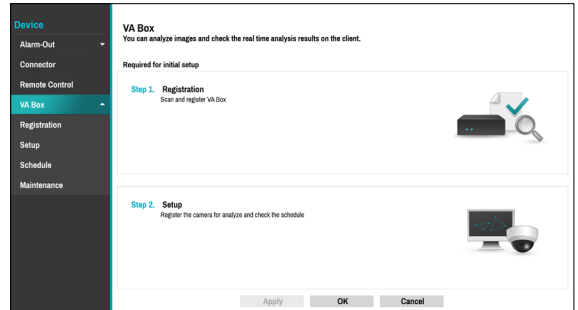 Device
Alarm-Out
Connector
Remote Control
VA Box
Registration
Setup
Schedule
Maintenance
VA Box
You can analyze images and check the real time analysis results on the client.
Required for initial setup
Step 1. Registration
Scan and register VA Box
Step 2. Setup
Register the camera for analyze and check the schedule
Apply OK Cancel